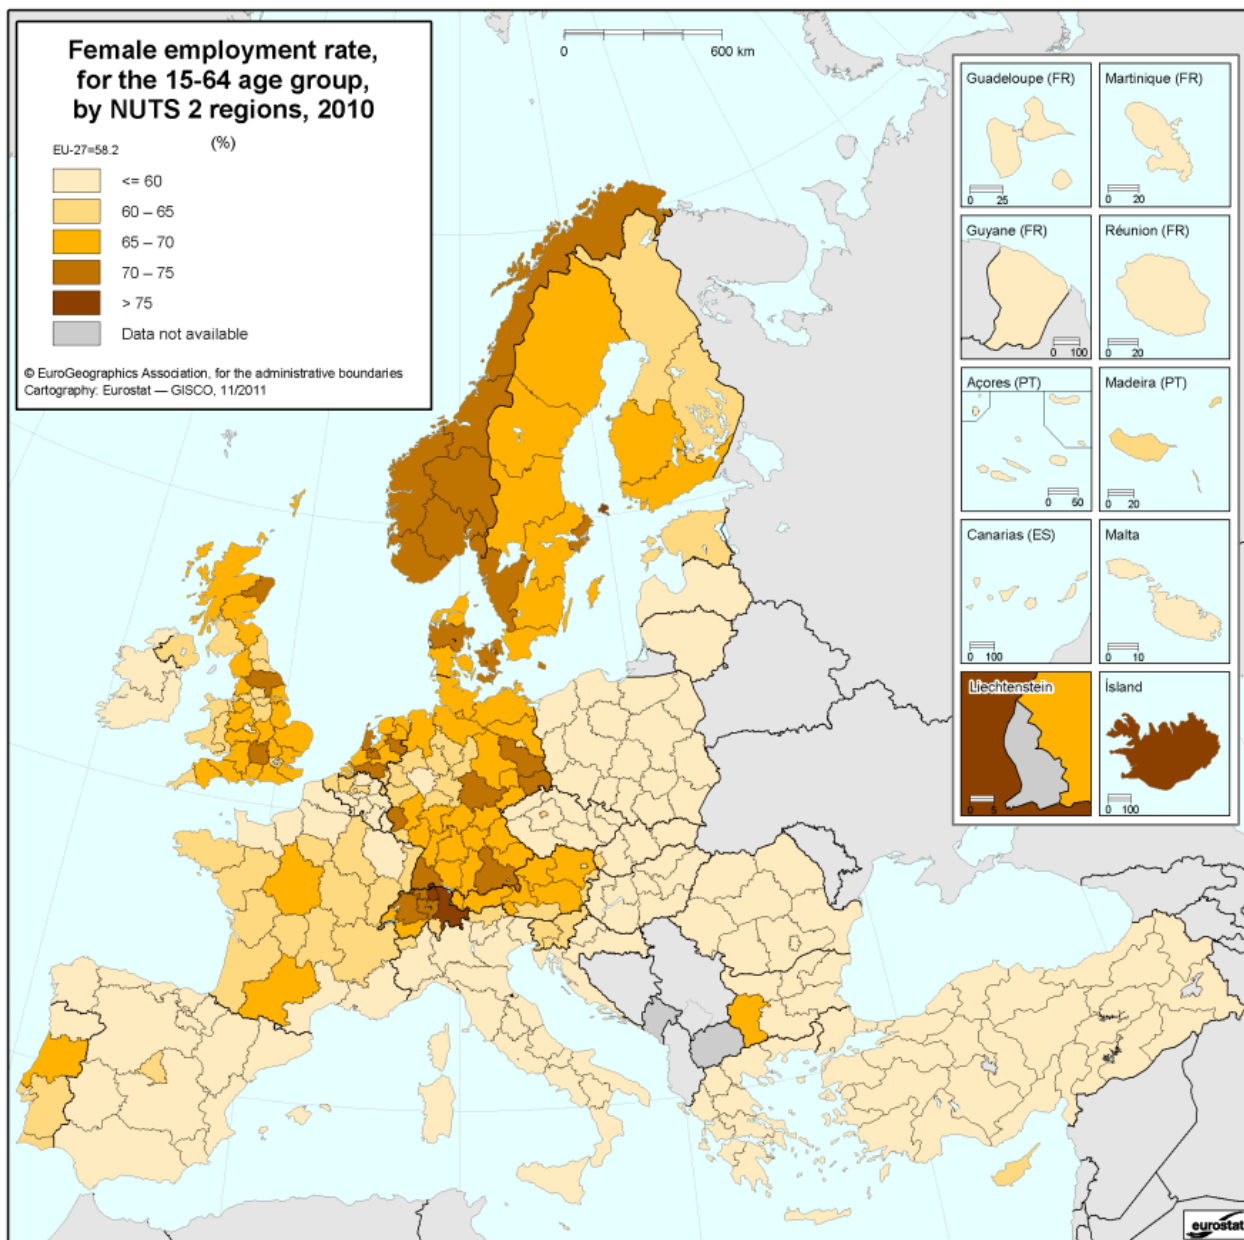 Female employment rate,
for the 15-64 age group,
by NUTS 2 regions, 2010
(%)
EU-27=58.2
<= 60
60 – 65
65 – 70
70 – 75
> 75
Data not available
© EuroGeographics Association, for the administrative boundaries
Cartography: Eurostat — GISCO, 11/2011
0 600 km
Guadeloupe (FR)
0 25
Martinique (FR)
0 20
Guyane (FR)
0 100
Réunion (FR)
0 20
Açores (PT)
0 50
Madeira (PT)
0 20
Canarias (ES)
0 100
Malta
0 10
Liechtenstein
0 5
Ísland
0 100
eurostat